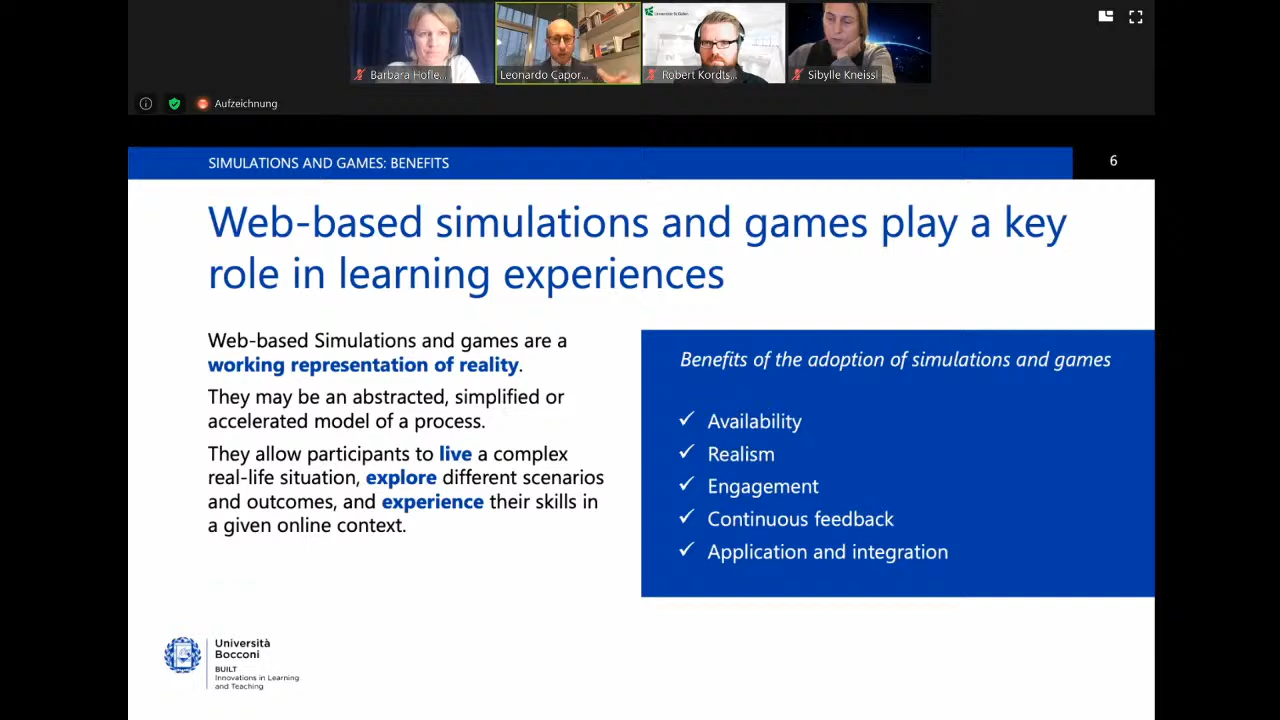 Barbara Hofle...
Leonardo Capor...
Robert Kordts...
Sibylle Kneissl
Aufzeichnung
SIMULATIONS AND GAMES: BENEFITS
6
Web-based simulations and games play a key
role in learning experiences
Web-based Simulations and games are a
working representation of reality.
They may be an abstracted, simplified or
accelerated model of a process.
They allow participants to live a complex
real-life situation, explore different scenarios
and outcomes, and experience their skills in
a given online context.
Benefits of the adoption of simulations and games
✓ Availability
✓ Realism
✓ Engagement
✓ Continuous feedback
✓ Application and integration
Università
Bocconi
BUILT
Innovations in Learning
and Teaching